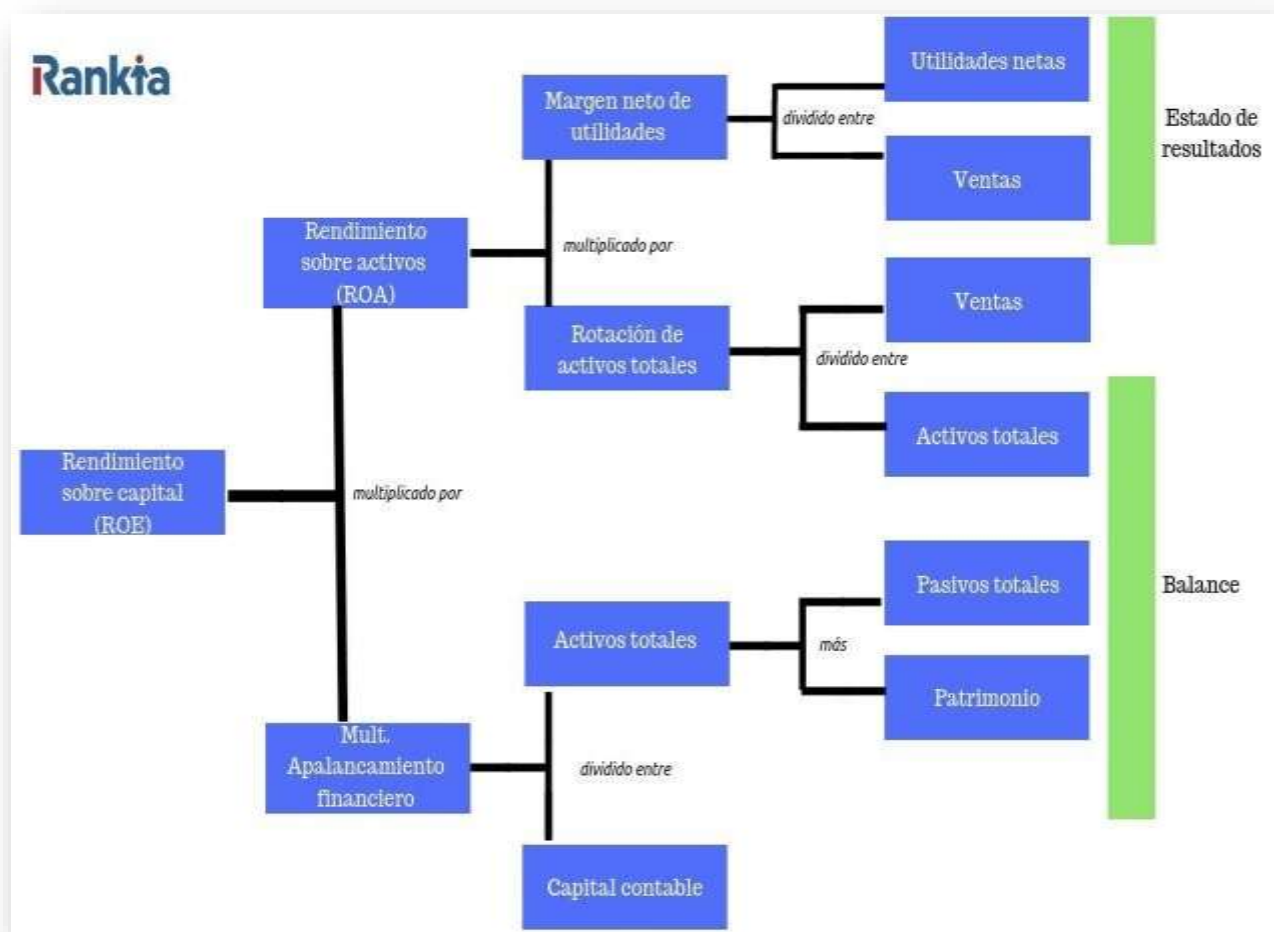 Rankia
Utilidades netas
Margen neto de
utilidades
dividido entre
Estado de
resultados
Ventas
Rendimiento
sobre activos
(ROA)
multiplicado por
Ventas
Rotación de
activos totales
dividido entre
Activos totales
Rendimiento
sobre capital
(ROE)
multiplicado por
Pasivos totales
Balance
Activos totales
más
Patrimonio
Mult.
Apalancamiento
financiero
dividido entre
Capital contable